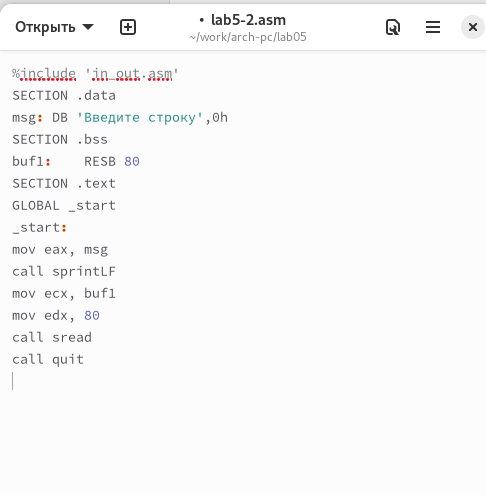 Открыть
• lab5-2.asm
~/work/arch-pc/lab05
%include 'in_out.asm'
SECTION .data
msg: DB 'Введите строку',0h
SECTION .bss
buf1:    RESB 80
SECTION .text
GLOBAL _start
_start:
mov eax, msg
call sprintLF
mov ecx, buf1
mov edx, 80
call sread
call quit